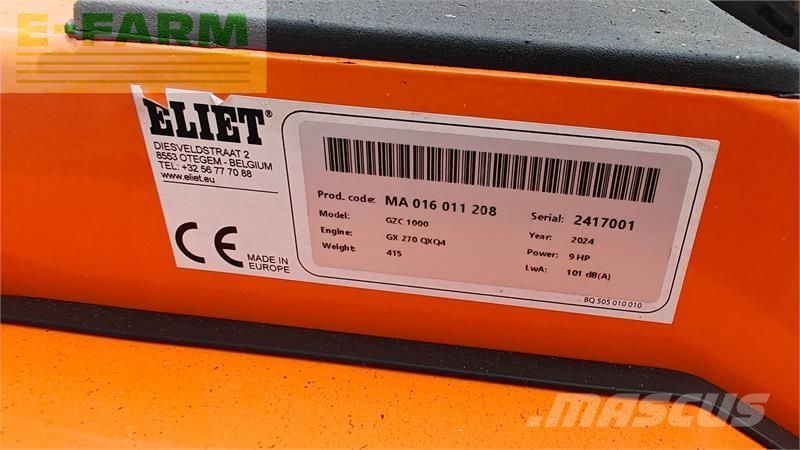 E-FARM
ELIET®
DIESVELDSTRAAT 2
8553 OTEGEM - BELGIUM
TEL: +32 56 77 70 88
www.eliet.eu
CE
MADE IN
EUROPE
Prod. code: MA 016 011 208
Model: GZC 1000
Engine: GX 270 QXQ4
Weight: 415
Serial: 2417001
Year: 2024
Power: 9 HP
LwA: 101 dB(A)
BQ 505 010 010
MASCUS